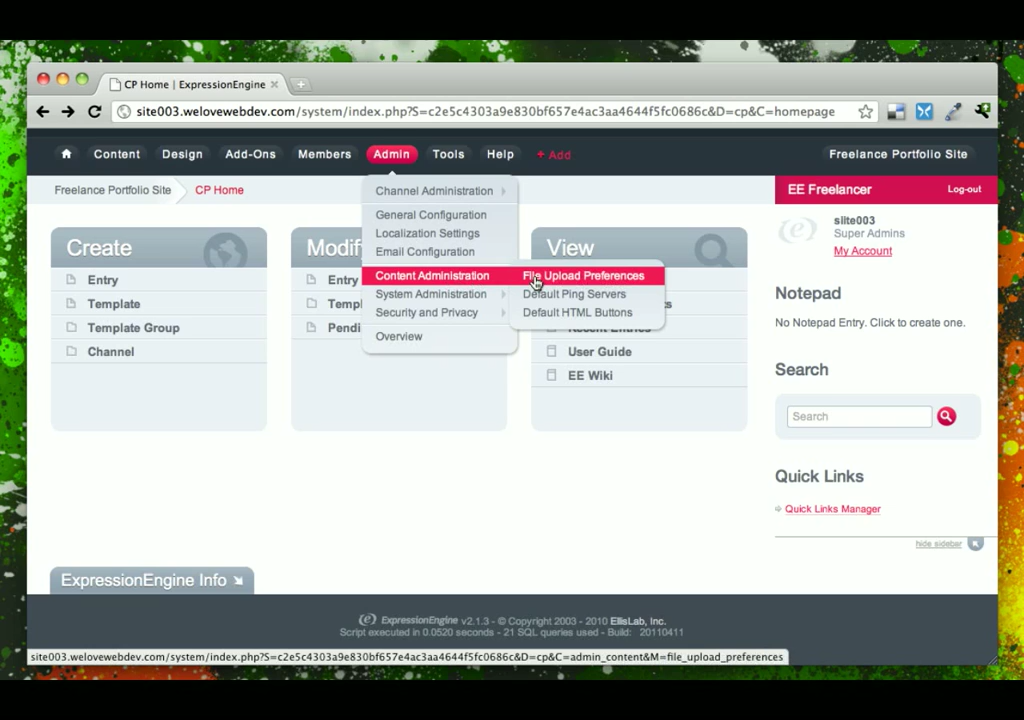 CP Home | ExpressionEngine
site003.welovewebdev.com/system/index.php?S=c2e5c4303a9e830bf657e4ac3aa4644f5fc0686c&D=cp&C=homepage
Content Design Add-Ons Members Admin Tools Help + Add Freelance Portfolio Site
Freelance Portfolio Site CP Home
EE Freelancer Log-out
Channel Administration
General Configuration
Localization Settings
Email Configuration
Content Administration
System Administration
Security and Privacy
Overview
File Upload Preferences
Default Ping Servers
Default HTML Buttons
Create
Entry
Template
Template Group
Channel
Entry
View
Recent Entries
User Guide
EE Wiki
siite003
Super Admins
My Account
Notepad
No Notepad Entry. Click to create one.
Search
Search
Quick Links
Quick Links Manager
hide sidebar
ExpressionEngine Info
ExpressionEngine v2.1.3 - © Copyright 2003 - 2010 EllisLab, Inc.
Script executed in 0.0520 seconds - 21 SQL queries used - Build: 20110411
site003.welovewebdev.com/system/index.php?S=c2e5c4303a9e830bf657e4ac3aa4644f5fc0686c&D=cp&C=admin_content&M=file_upload_preferences